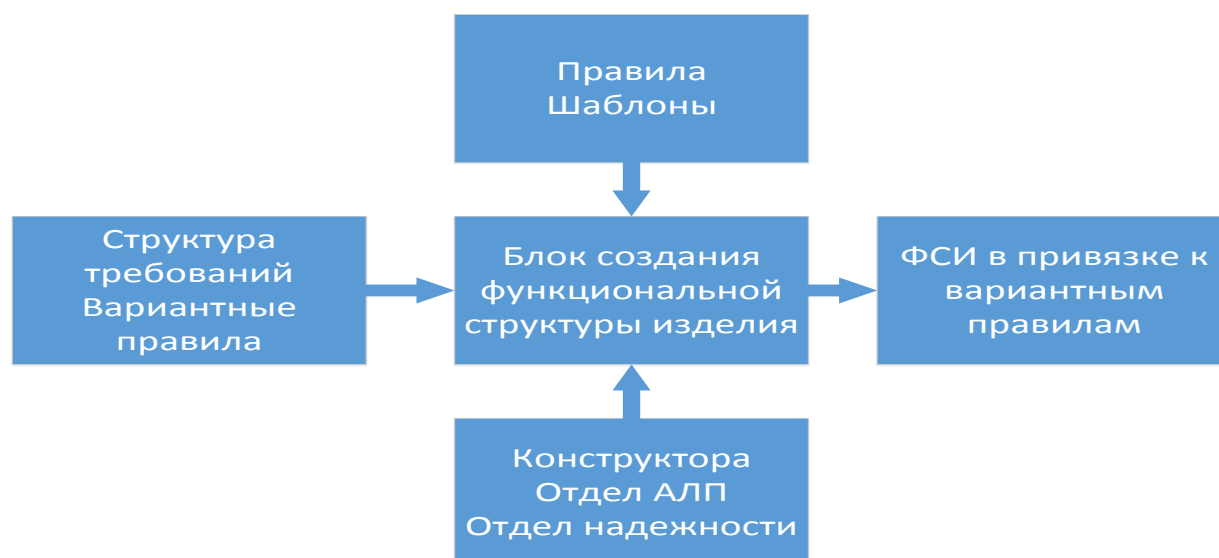 Правила
Шаблоны
Структура
требований
Вариантные
правила
Блок создания
функциональной
структуры изделия
ФСИ в привязке к
вариантным
правилам
Конструктора
Отдел АЛП
Отдел надежности